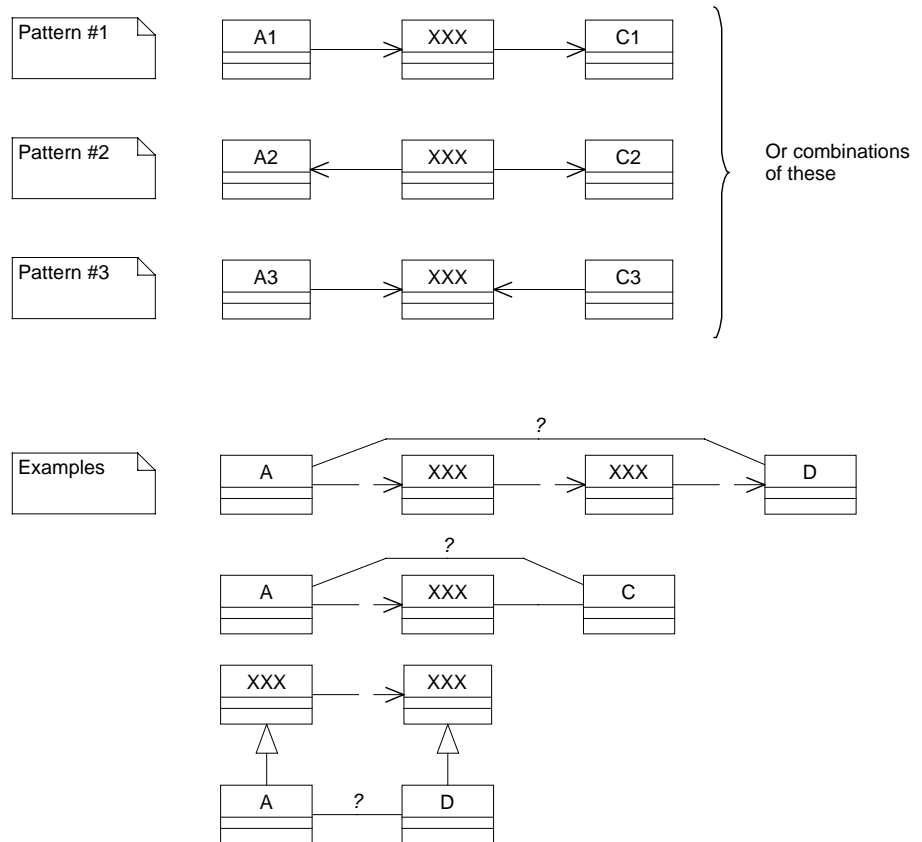 Pattern #1
A1
XXX
C1
Pattern #2
A2
XXX
C2
Or combinations
of these
Pattern #3
A3
XXX
C3
?
Examples
A
XXX
XXX
D
?
A
XXX
C
XXX
XXX
A
?
D